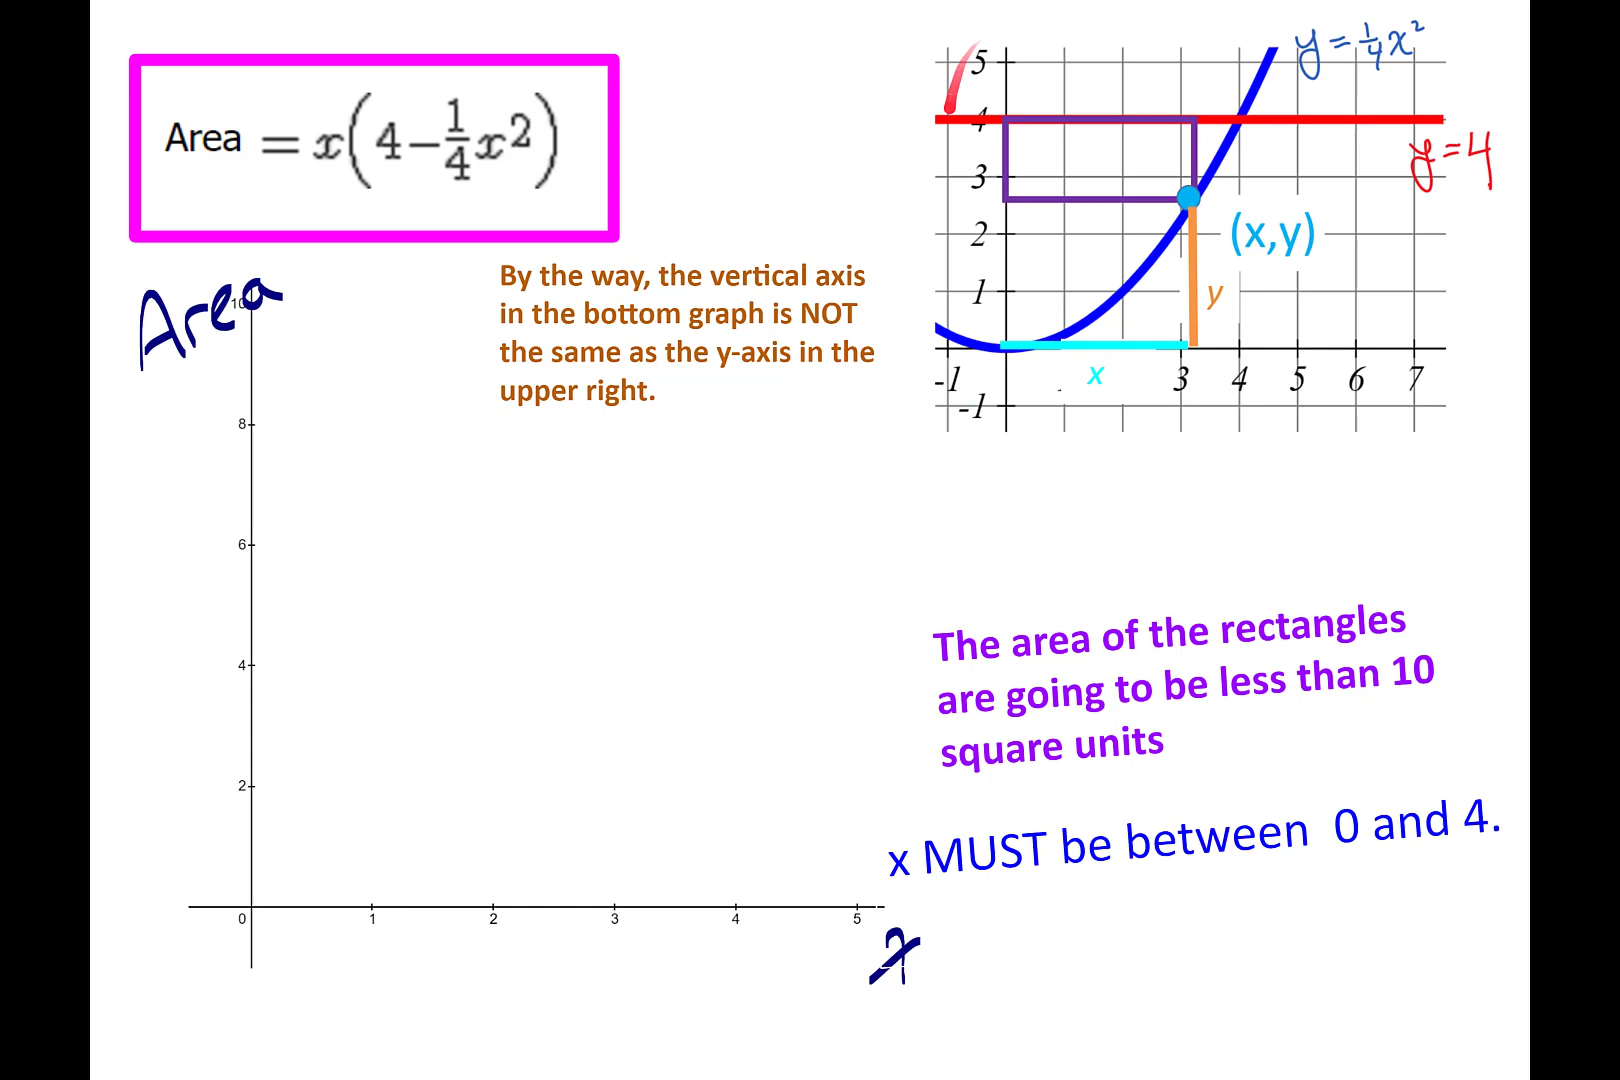 Area = x(4-1/4x²)
Area
By the way, the vertical axis
in the bottom graph is NOT
the same as the y-axis in the
upper right.
10
8
6
4
2
0 1 2 3 4 5
x
y = 1/4 x²
5
4
y = 4
3
2
(x,y)
1
y
-1 3 4 5 6 7
x
-1
The area of the rectangles
are going to be less than 10
square units
x MUST be between 0 and 4.